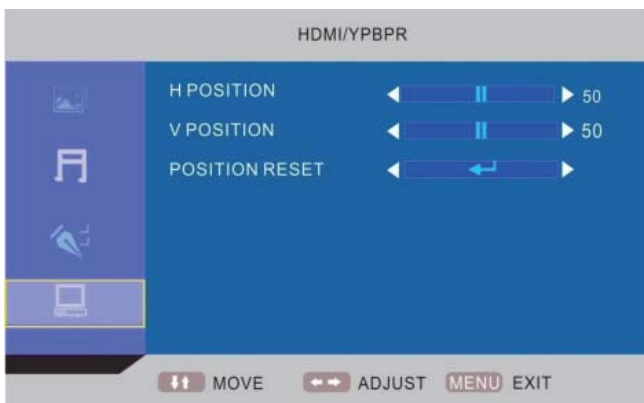 HDMI/YPBPR
H POSITION 50
V POSITION 50
POSITION RESET
MOVE ADJUST MENU EXIT